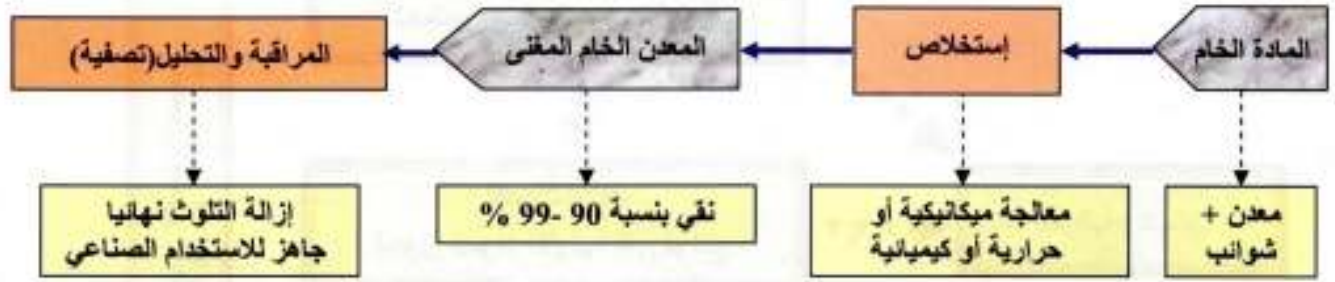 المادة الخام
إستخلاص
المعدن الخام المغنى
المراقبة والتحليل(تصفية)
معدن +
شوائب
معالجة ميكانيكية أو
حرارية أو كيميائية
نقي بنسبة 90 -99 %
إزالة التلوث نهائيا
جاهز للاستخدام الصناعي